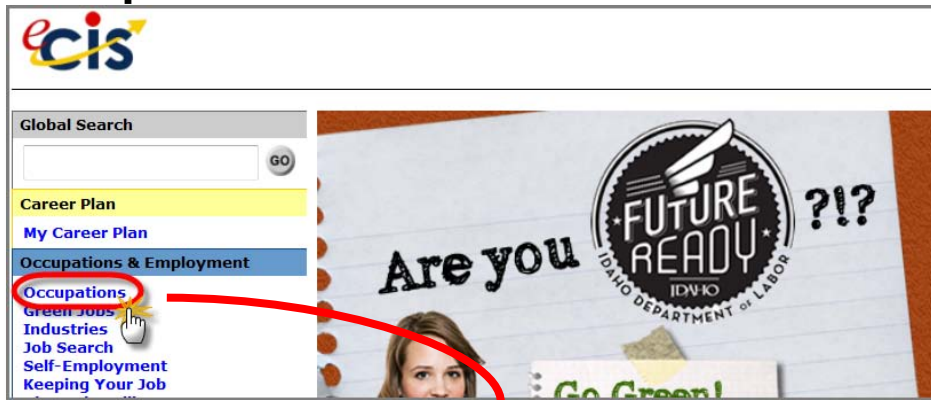 eCIS
Global Search
GO
Career Plan
My Career Plan
Occupations & Employment
Occupations
Green Jobs
Industries
Job Search
Self-Employment
Keeping Your Job
Are you
FUTURE
READY
IDAHO
IDAHO DEPARTMENT OF LABOR
?!?
Go Green!